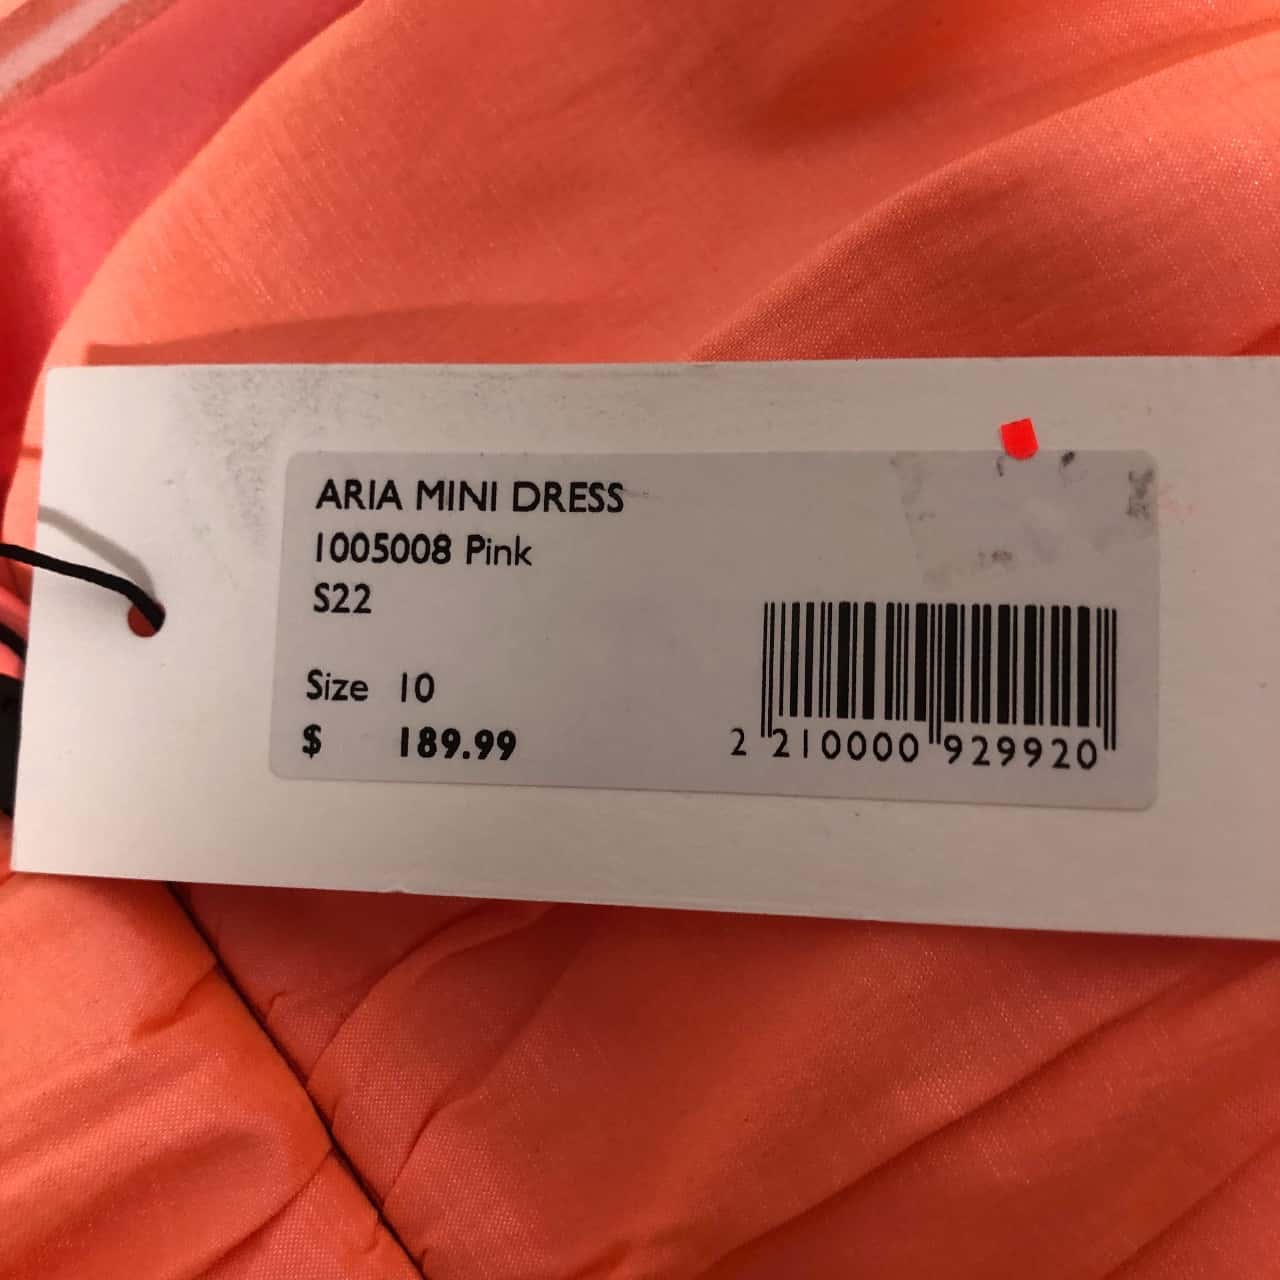 ARIA MINI DRESS
1005008 Pink
S22
Size 10
$ 189.99
2 210000 929920